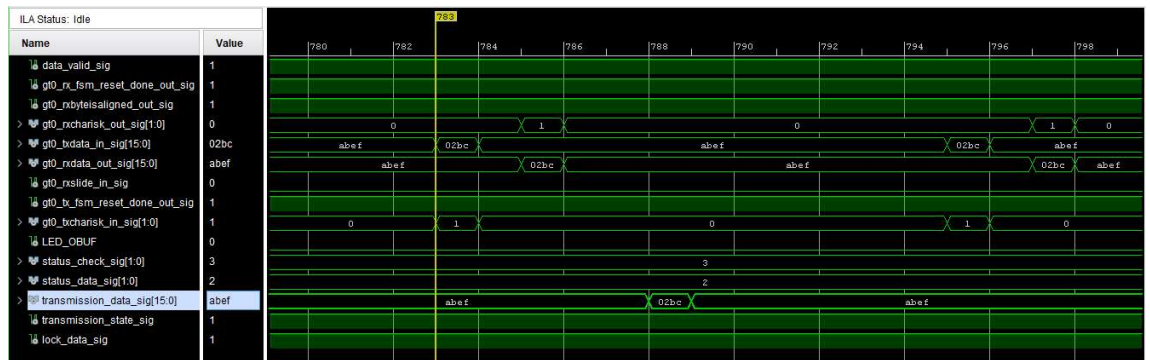 ILA Status: Idle
783
Name Value 780 782 784 786 788 790 792 794 796 798
data_valid_sig 1
gt0_rx_fsm_reset_done_out_sig 1
gt0_rxbyteisaligned_out_sig 1
gt0_rxcharisk_out_sig[1:0] 0 0 1 0 1 0
gt0_txdata_in_sig[15:0] 02bc abef 02bc abef 02bc abef
gt0_rxdata_out_sig[15:0] abef abef 02bc abef 02bc abef
gt0_rxslide_in_sig 0
gt0_tx_fsm_reset_done_out_sig 1
gt0_txcharisk_in_sig[1:0] 1 0 1 0 1 0
LED_OBUF 0
status_check_sig[1:0] 3 3
status_data_sig[1:0] 2 2
transmission_data_sig[15:0] abef abef 02bc abef
transmission_state_sig 1
lock_data_sig 1